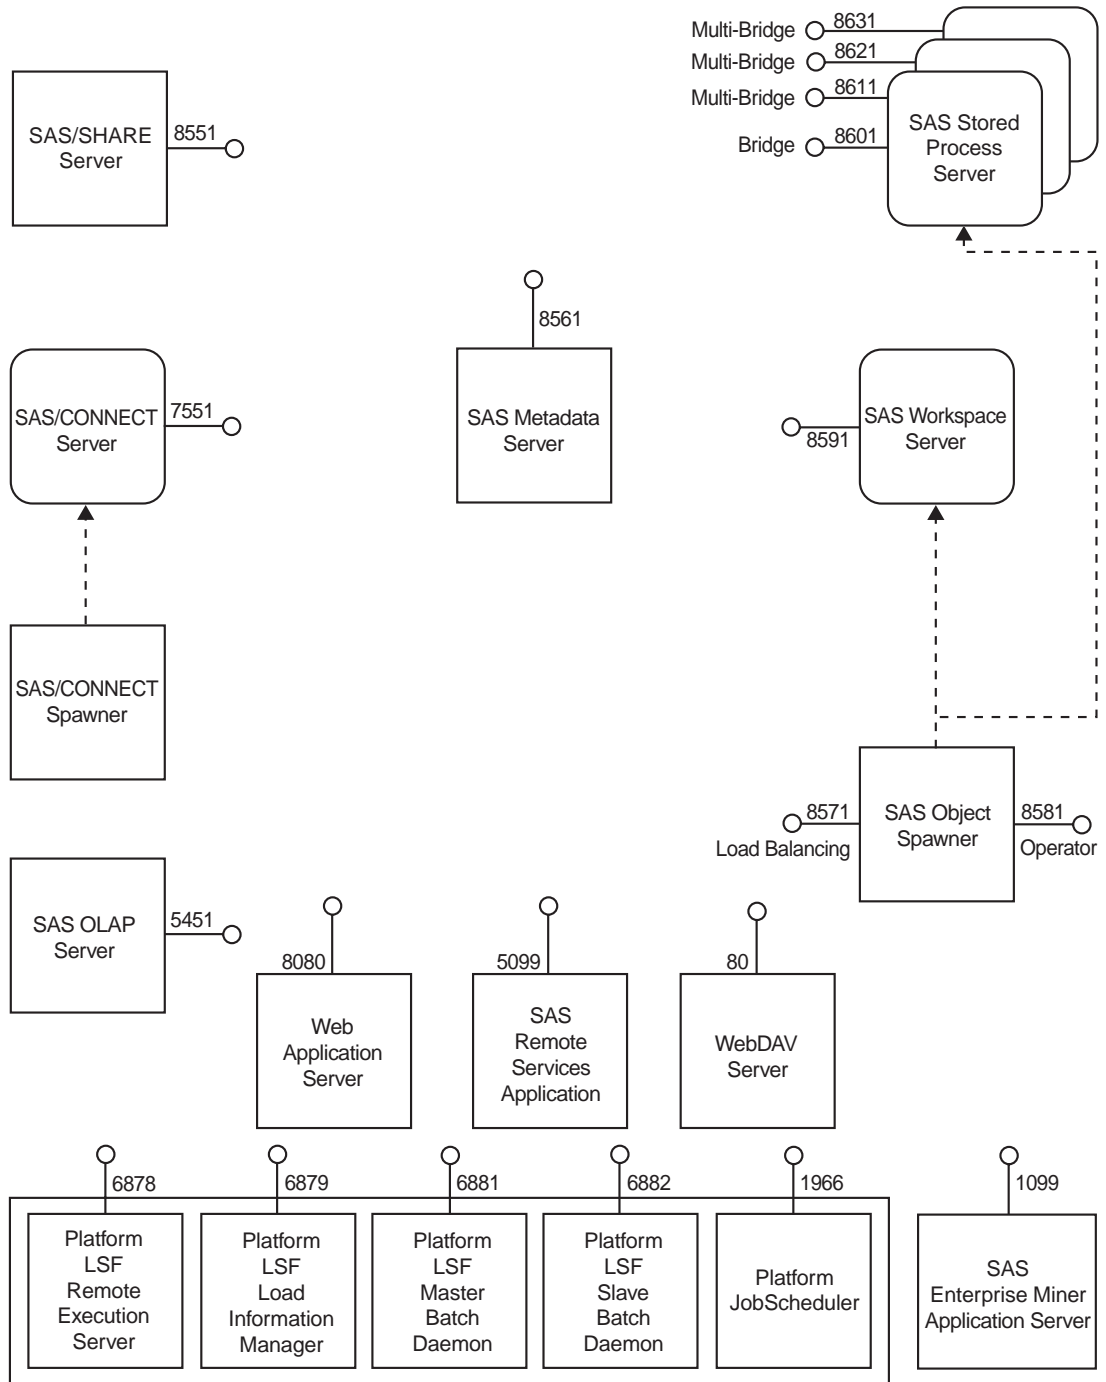 Multi-Bridge 8631
Multi-Bridge 8621
Multi-Bridge 8611
Bridge 8601
SAS Stored
Process
Server
SAS/SHARE
Server
8551
8561
SAS/CONNECT
Server
7551
SAS Metadata
Server
8591
SAS Workspace
Server
SAS/CONNECT
Spawner
8571
Load Balancing
SAS Object
Spawner
8581
Operator
SAS OLAP
Server
5451
8080
Web
Application
Server
5099
SAS
Remote
Services
Application
80
WebDAV
Server
6878
Platform
LSF
Remote
Execution
Server
6879
Platform
LSF
Load
Information
Manager
6881
Platform
LSF
Master
Batch
Daemon
6882
Platform
LSF
Slave
Batch
Daemon
1966
Platform
JobScheduler
1099
SAS
Enterprise Miner
Application Server